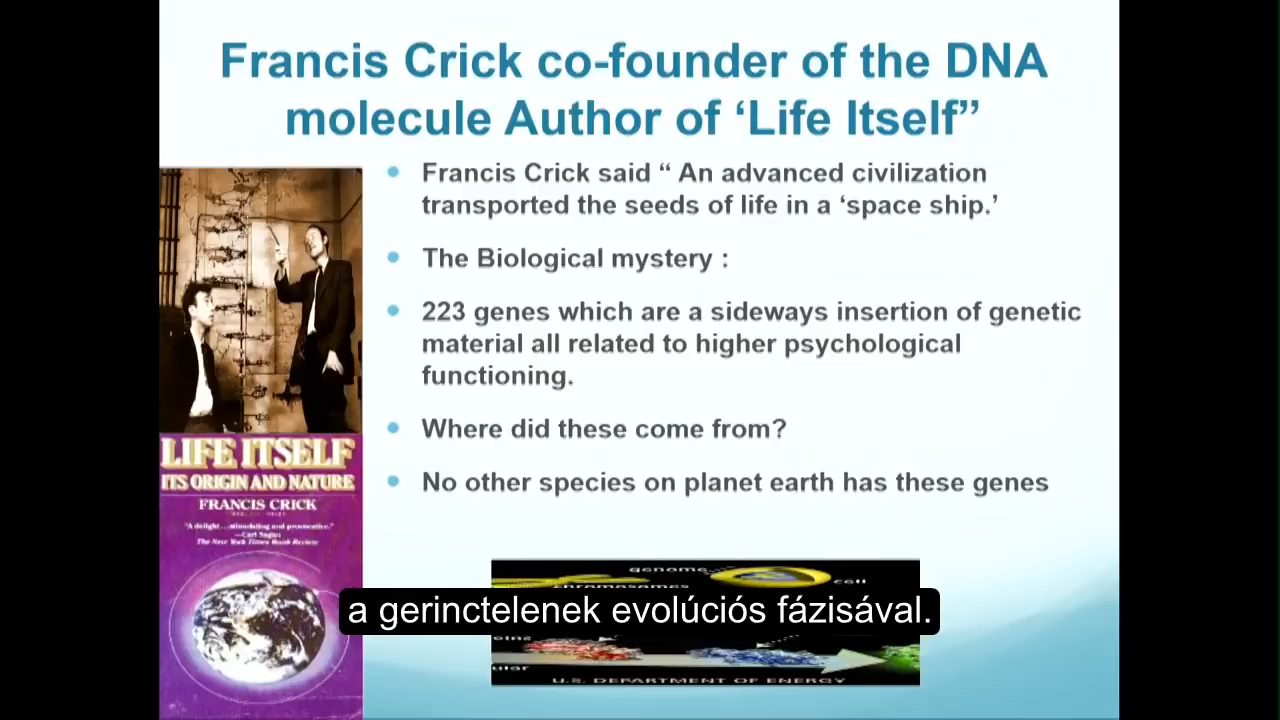 Francis Crick co-founder of the DNA
molecule Author of ‘Life Itself”
• Francis Crick said “ An advanced civilization
transported the seeds of life in a ‘space ship.’
• The Biological mystery :
• 223 genes which are a sideways insertion of genetic
material all related to higher psychological
functioning.
• Where did these come from?
• No other species on planet earth has these genes
LIFE ITSELF
ITS ORIGIN AND NATURE
FRANCIS CRICK
"A delight...stimulating and provocative."
—Carl Sagan
The New York Times Book Review
genome
cell
chromosomes
a gerinctelenek evolúciós fázisával.
U.S. DEPARTMENT OF ENERGY